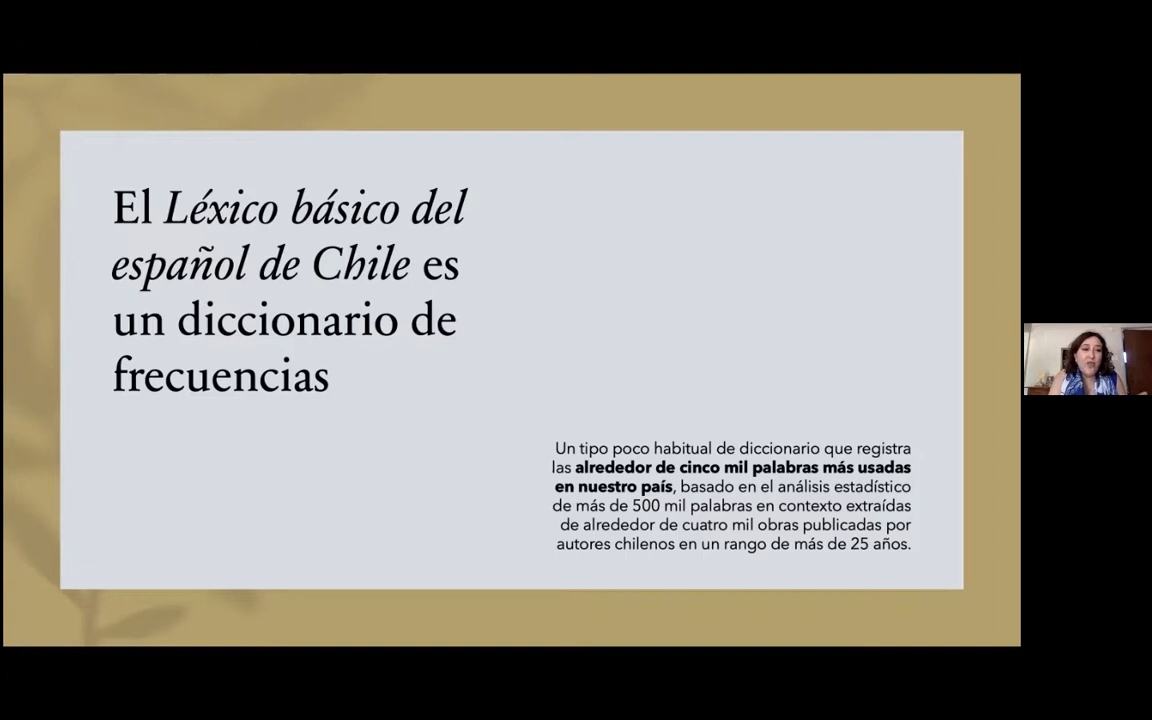 El Léxico básico del
español de Chile es
un diccionario de
frecuencias
Un tipo poco habitual de diccionario que registra
las alrededor de cinco mil palabras más usadas
en nuestro país, basado en el análisis estadístico
de más de 500 mil palabras en contexto extraídas
de alrededor de cuatro mil obras publicadas por
autores chilenos en un rango de más de 25 años.